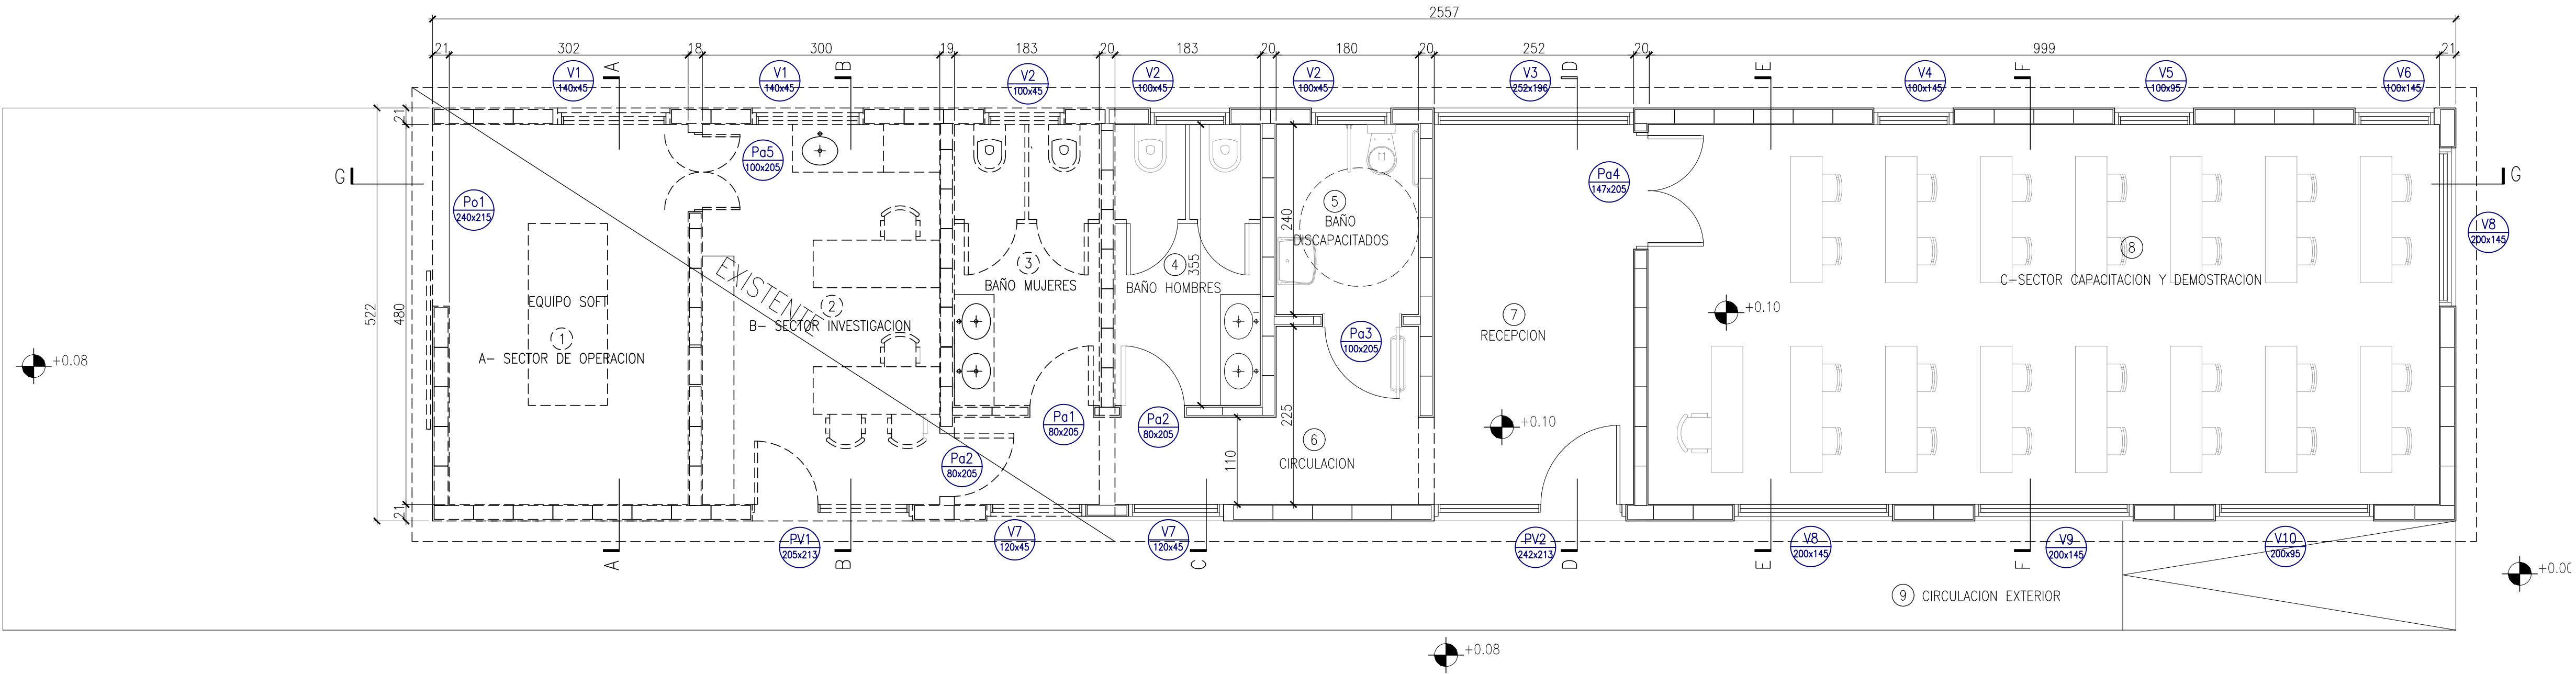 2557
21 302 18 300 19 183 20 183 20 180 20 252 20 999 21
V1
140x45
A
V1
140x45
B
V2
100x45
V2
100x45
V2
100x45
V3
252x196
D
E
V4
100x145
F
V5
100x95
V6
100x145
21
480
21
522
G
G
Po1
240x215
Pa5
100x205
Pa4
147x205
V8
200x145
5
BAÑO
DISCAPACITADOS
240
8
C-SECTOR CAPACITACION Y DEMOSTRACION
3
BAÑO MUJERES
4
BAÑO HOMBRES
355
EXISTENTE
EQUIPO SOFT
1
A- SECTOR DE OPERACION
2
B- SECTOR INVESTIGACION
7
RECEPCION
+0.10
Pa3
100x205
+0.08
Pa1
80x205
Pa2
80x205
Pa2
80x205
225
110
6
CIRCULACION
+0.10
PV1
205x213
V7
120x45
V7
120x45
PV2
242x213
V8
200x145
V9
200x145
V10
200x95
A
B
C
D
E
F
9 CIRCULACION EXTERIOR
+0.00
+0.08